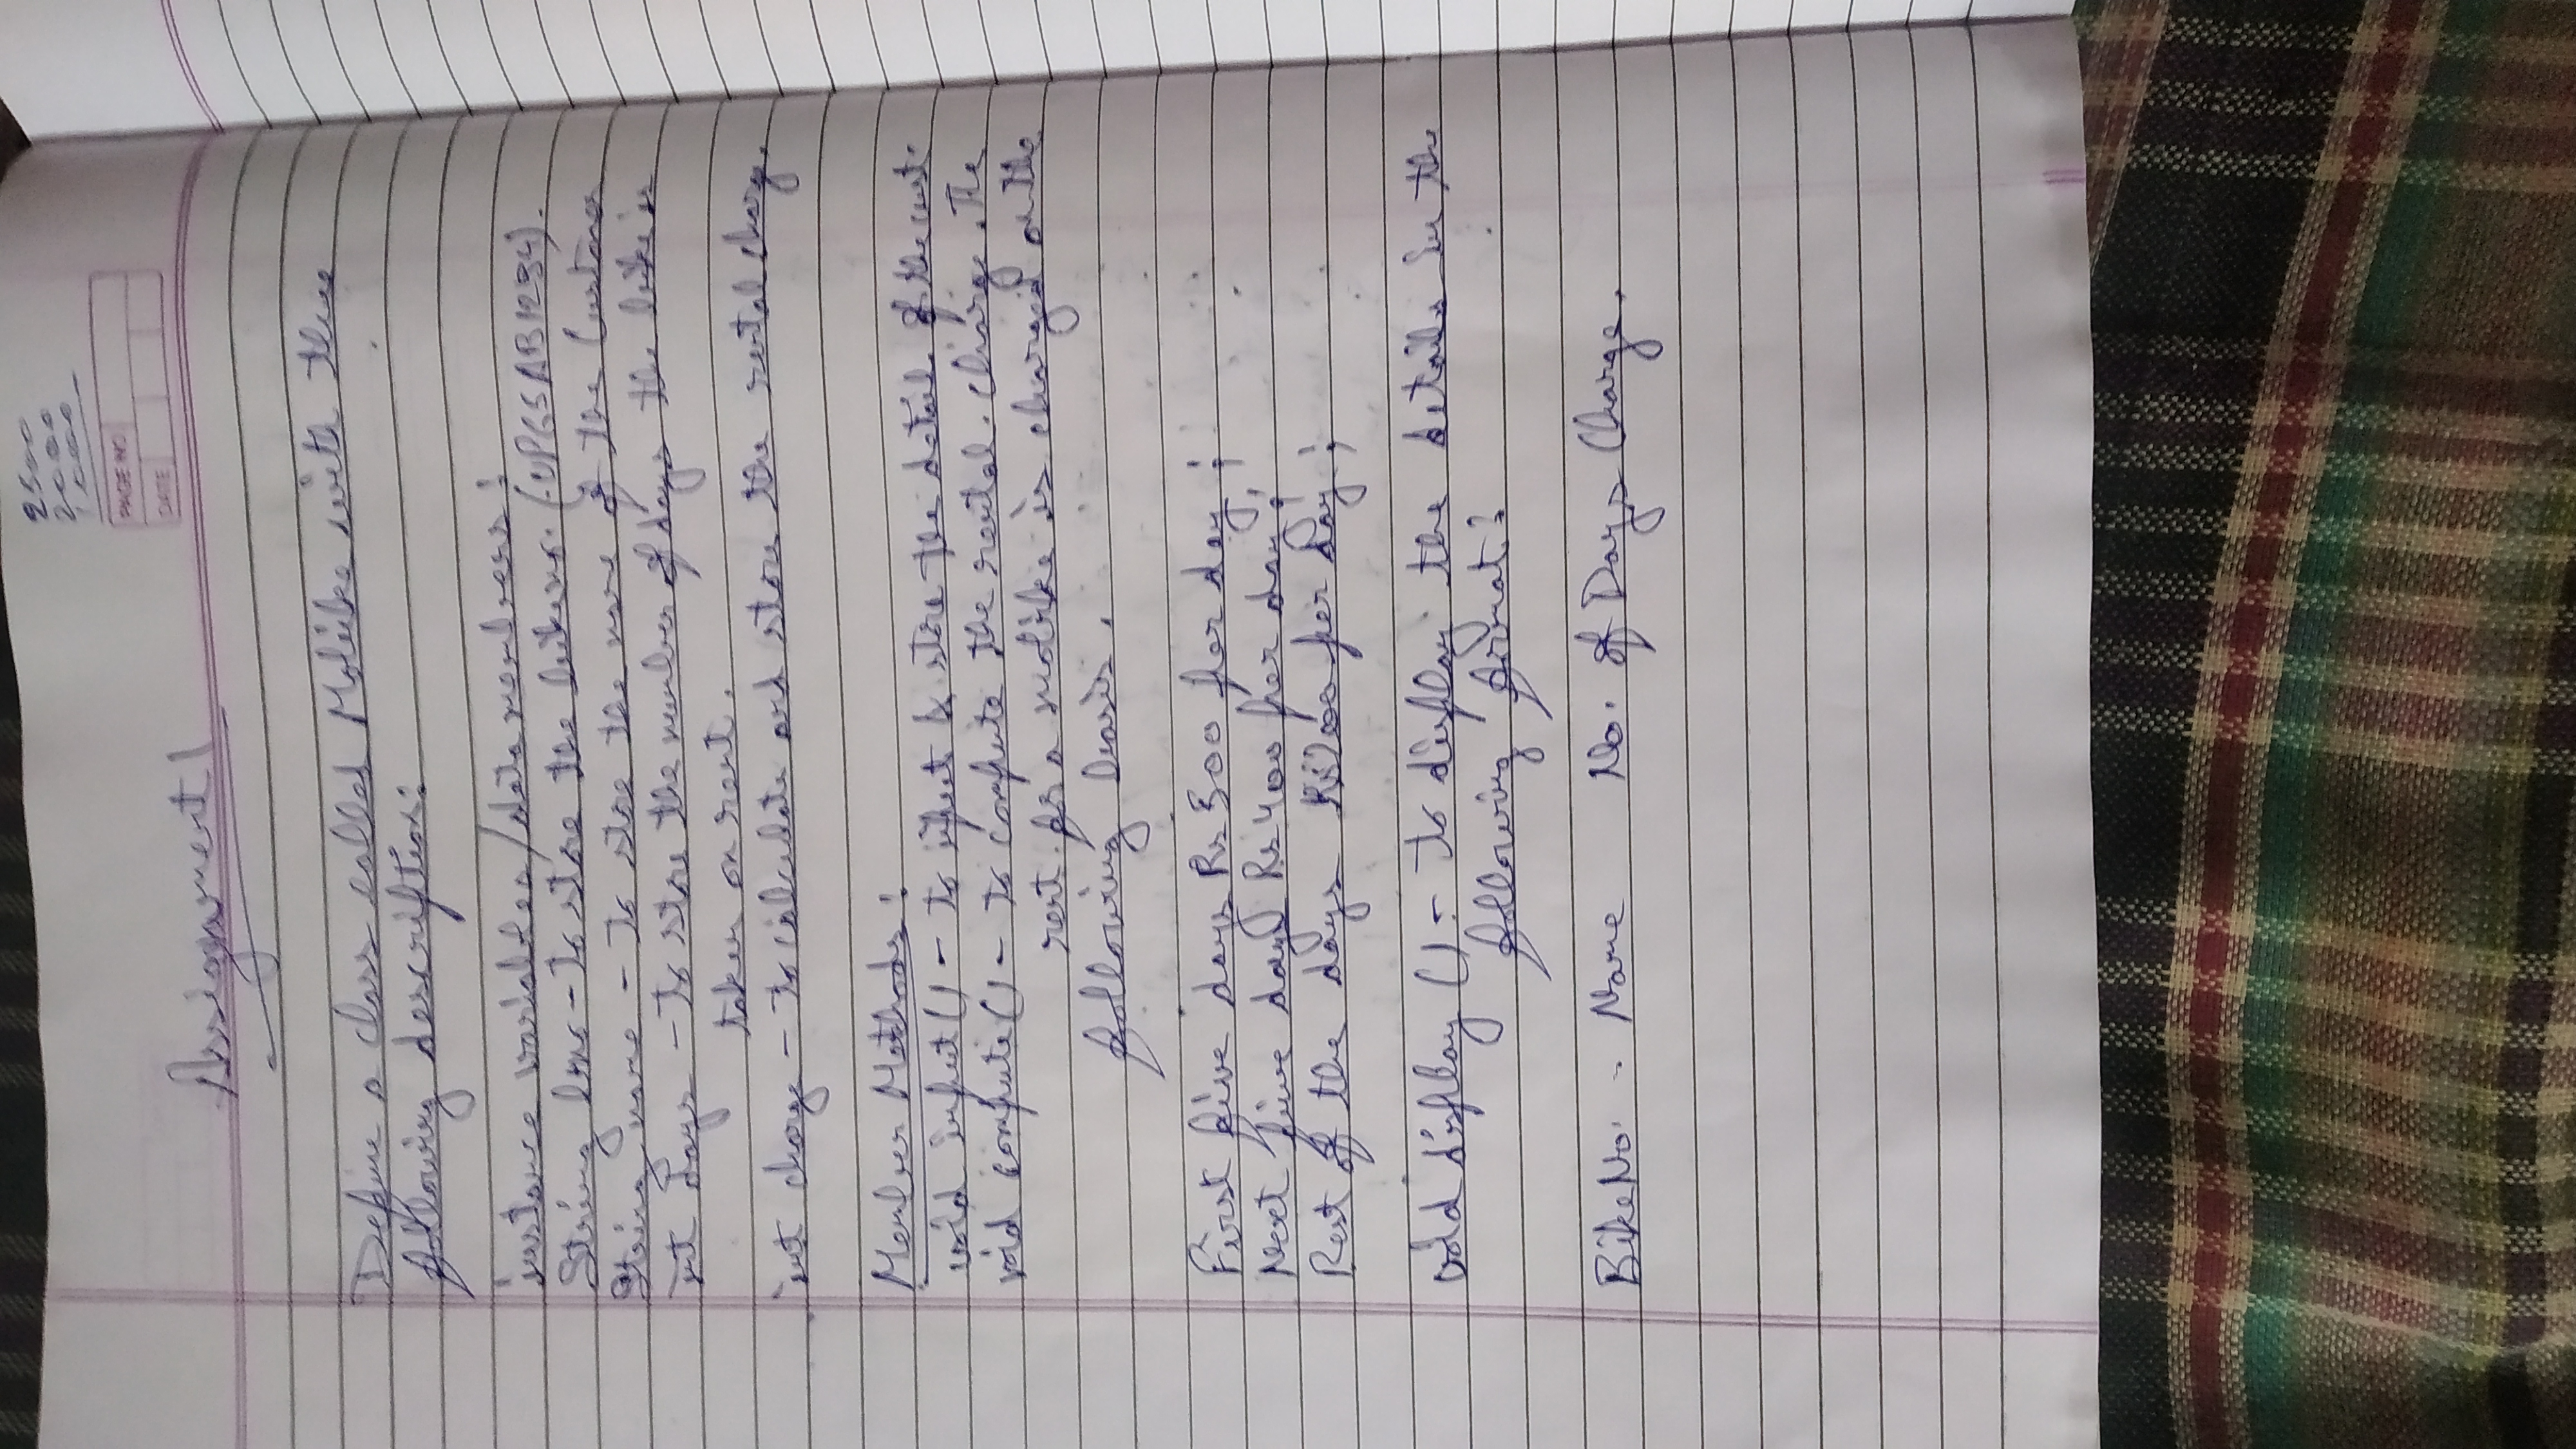 2500
2000
1000
PAGE NO
DATE
Assignment 1
Define a class called Mobike with the
following description:
instance variables/data members:
String bno - to store the bike no. (UP65AB1234).
String name - to store the name of the Customer
int days - to store the number of days the bike is
taken on rent.
int charge - to calculate and store the rental charge.
Member Methods:
void input() - to input & store the detail of the cust.
void compute() - to compute the rental charge. The
rent for a mobike is charged on the
following basis.
First five days Rs 500 per day;
Next five days Rs 400 per day;
Rest of the days Rs 200 per day;
void display() :- to display the details in the
following format:
Bike No. Name No. of Days Charge.